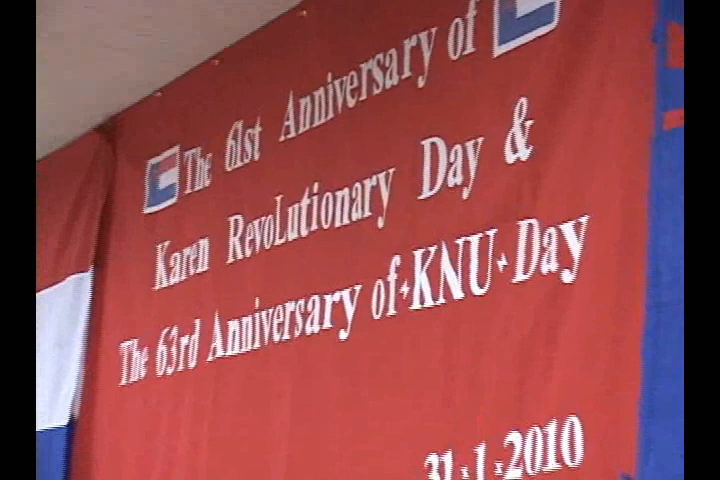 The 61st Anniversary of
Karen RevoLutionary Day &
The 63rd Anniversary of "KNU" Day
31.1.2010